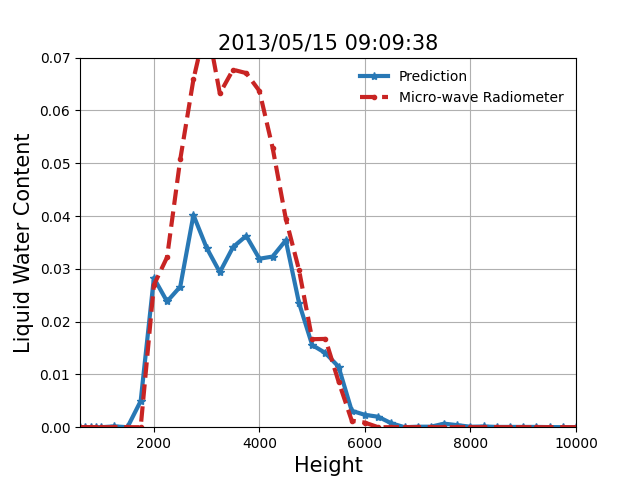 2013/05/15 09:09:38
Prediction
Micro-wave Radiometer
Liquid Water Content
0.07
0.06
0.05
0.04
0.03
0.02
0.01
0.00
2000 4000 6000 8000 10000
Height